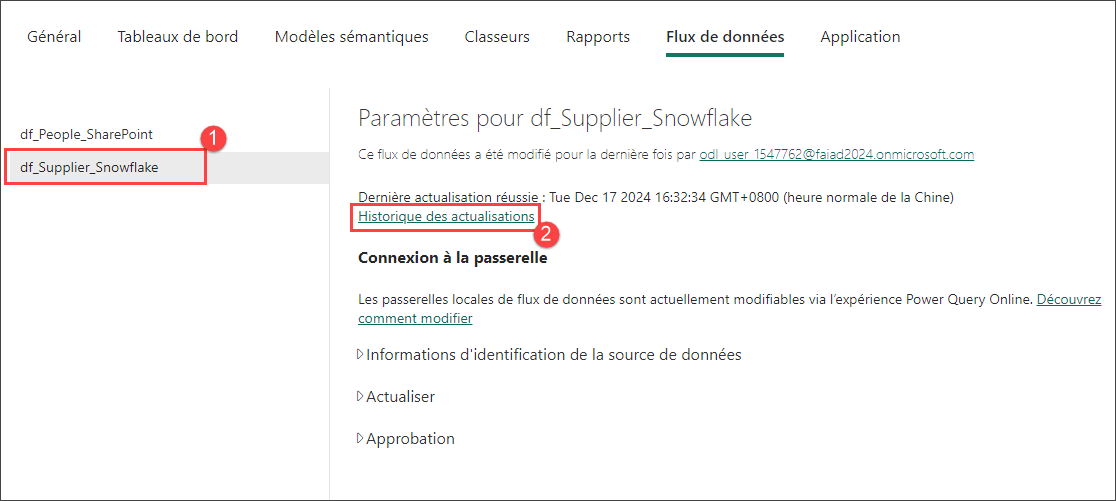 Général Tableaux de bord Modèles sémantiques Classeurs Rapports Flux de données Application
df_People_SharePoint
1
df_Supplier_Snowflake
Paramètres pour df_Supplier_Snowflake
Ce flux de données a été modifié pour la dernière fois par odl_user_1547762@faiad2024.onmicrosoft.com
Dernière actualisation réussie : Tue Dec 17 2024 16:32:34 GMT+0800 (heure normale de la Chine)
Historique des actualisations
2
Connexion à la passerelle
Les passerelles locales de flux de données sont actuellement modifiables via l’expérience Power Query Online. Découvrez
comment modifier
Informations d'identification de la source de données
Actualiser
Approbation